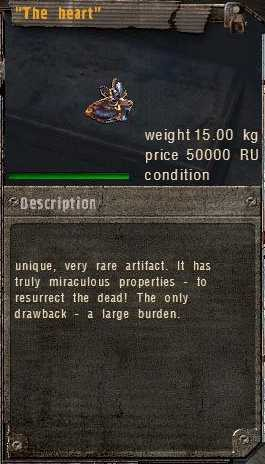 "The heart"
weight 15.00 kg
price 50000 RU
condition
Description
unique, very rare artifact. It has
truly miraculous properties - to
resurrect the dead! The only
drawback - a large burden.